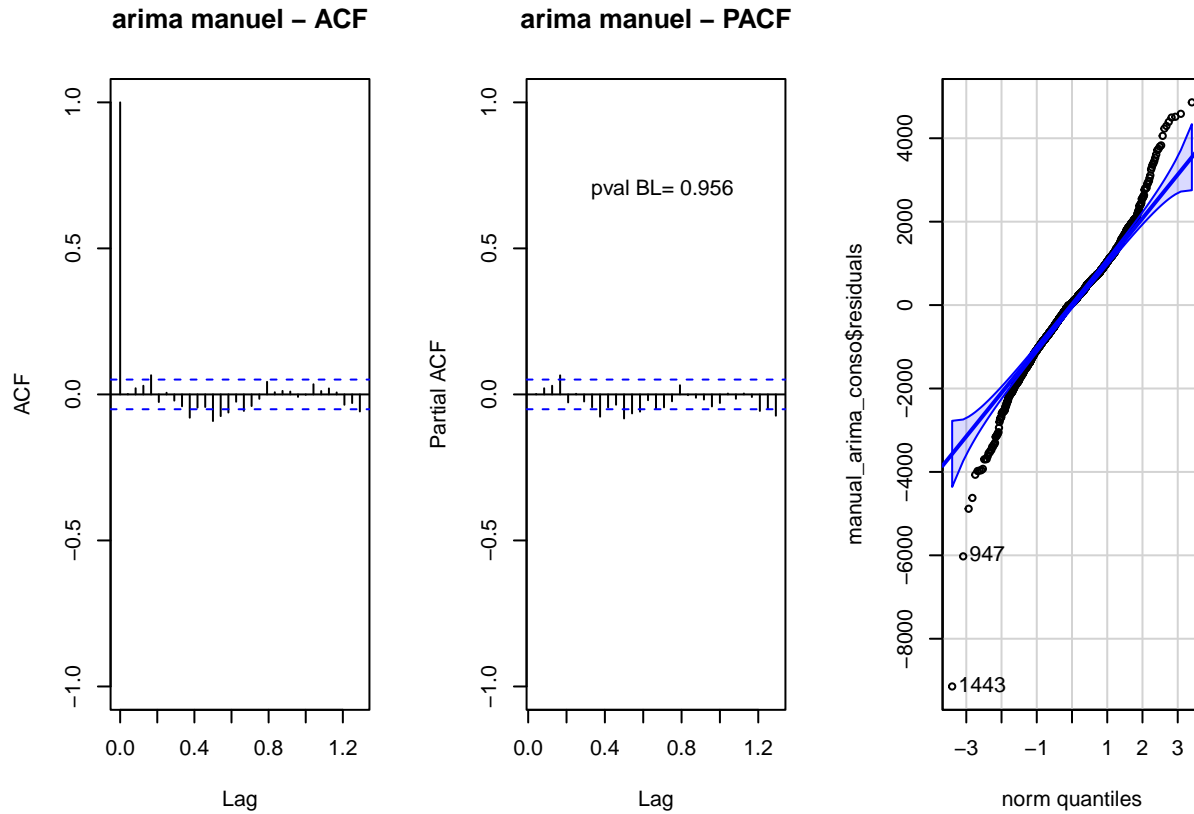 arima manuel − ACF
1.0
0.5
0.0
−0.5
−1.0
ACF
0.0 0.4 0.8 1.2
Lag
arima manuel − PACF
1.0
0.5
0.0
−0.5
−1.0
Partial ACF
pval BL= 0.956
0.0 0.4 0.8 1.2
Lag
4000
2000
0
−2000
−4000
−6000
−8000
manual_arima_conso$residuals
947
1443
−3 −1 1 2 3
norm quantiles